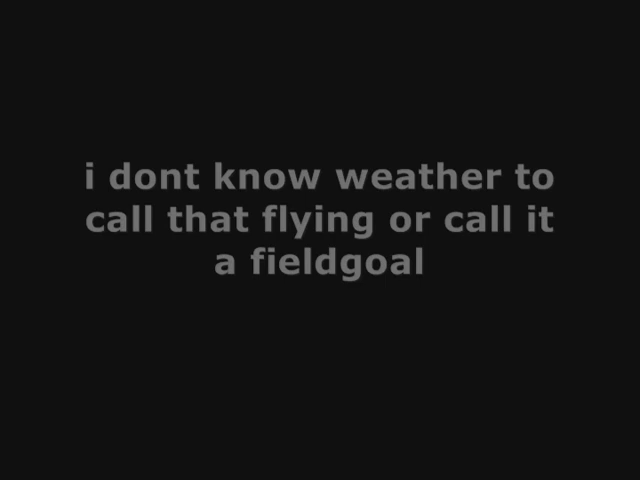 i dont know weather to
call that flying or call it
a fieldgoal